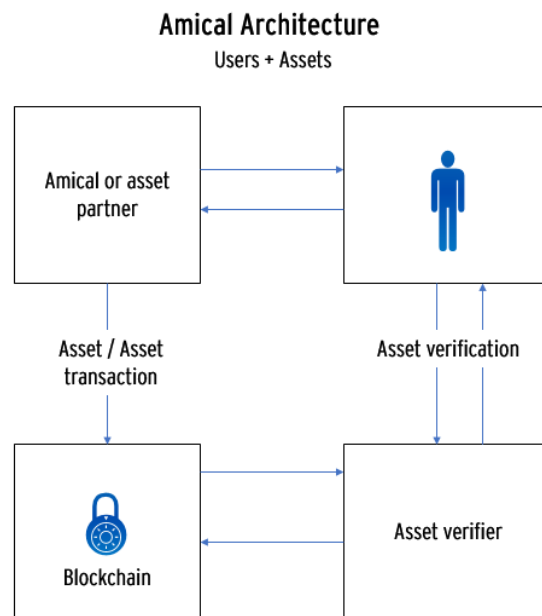 Amical Architecture
Users + Assets
Amical or asset
partner
Asset / Asset
transaction
Asset verification
Blockchain
Asset verifier